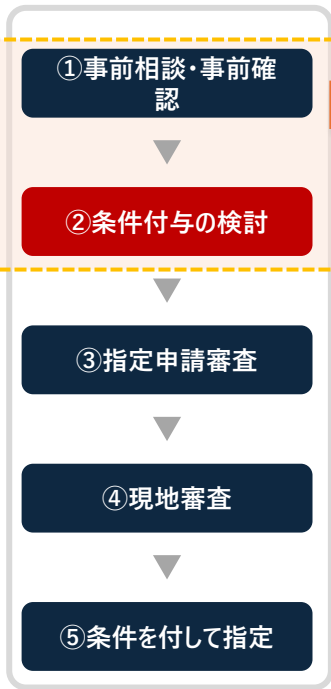 ①事前相談・事前確
認
②条件付与の検討
③指定申請審査
④現地審査
⑤条件を付して指定